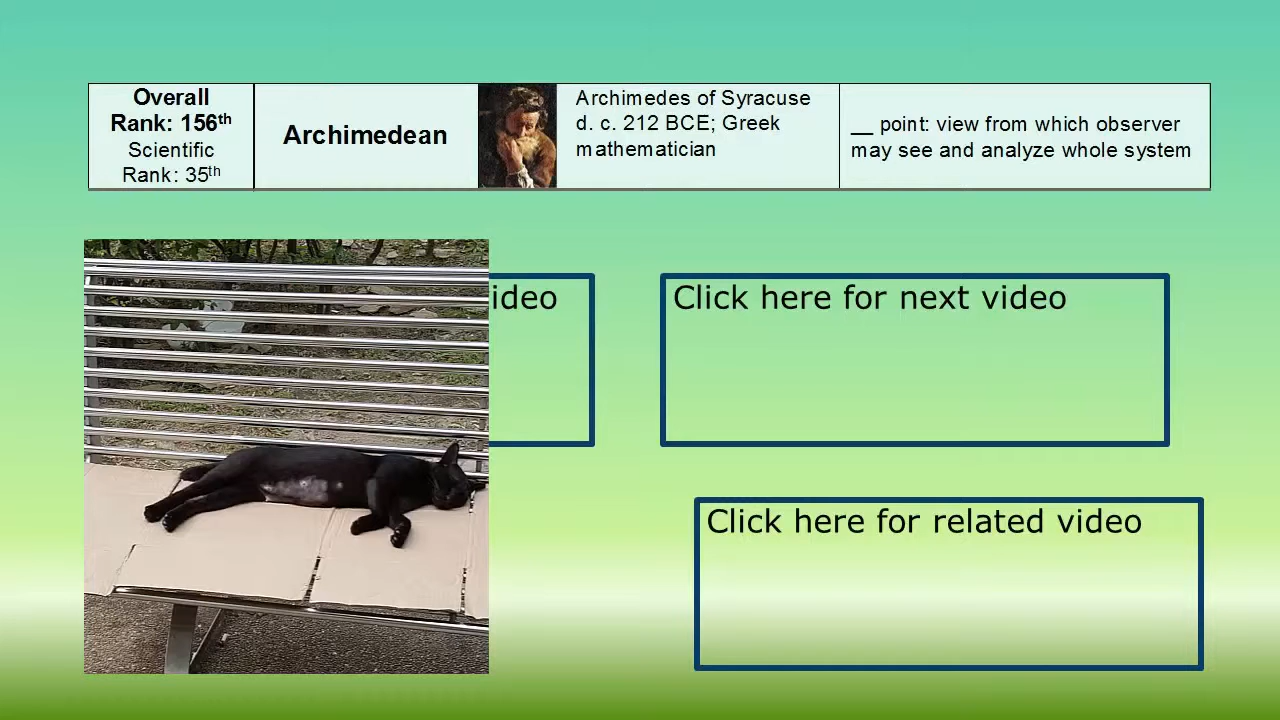 Overall
Rank: 156th
Scientific
Rank: 35th
Archimedean
Archimedes of Syracuse
d. c. 212 BCE; Greek
mathematician
__ point: view from which observer
may see and analyze whole system
Click here for next video
Click here for related video